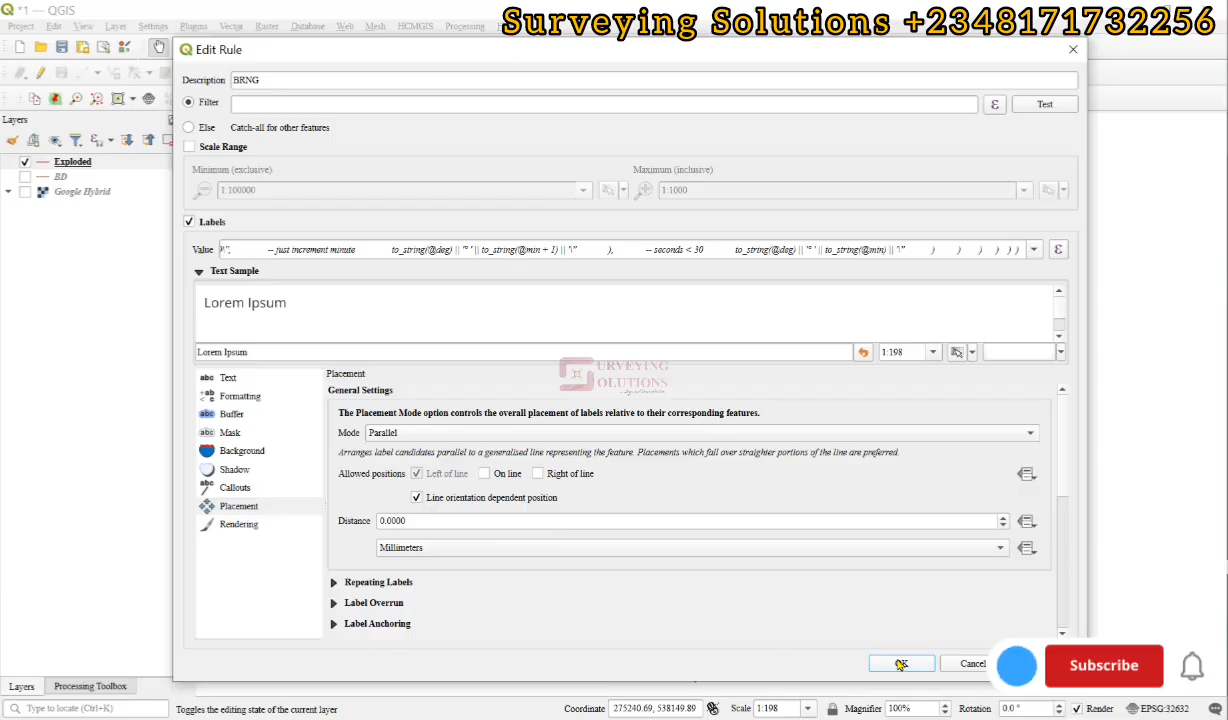 *1 — QGIS
Surveying Solutions +2348171732256
Project Edit View Layer Settings Plugins Vector Raster Database Web Mesh HCMGIS Processing
Edit Rule
Description BRNG
Filter
Test
Else Catch-all for other features
Layers
Scale Range
Exploded
Minimum (exclusive) Maximum (inclusive)
BD
1:100000 1:1000
Google Hybrid
Labels
Value -- just increment minute to_string(@deg) || '° ' || to_string(@min + 1) || '\'' ), -- seconds < 30 to_string(@deg) || '° ' || to_string(@min) || '\'' ) ) ) ) ) )
Text Sample
Lorem Ipsum
Lorem Ipsum 1:198
SURVEYING
SOLUTIONS
Text
Placement
General Settings
Formatting
Buffer
The Placement Mode option controls the overall placement of labels relative to their corresponding features.
Mask
Mode Parallel
Background
Arranges label candidates parallel to a generalised line representing the feature. Placements which fall over straighter portions of the line are preferred.
Shadow
Allowed positions Left of line On line Right of line
Callouts
Line orientation dependent position
Placement
Distance 0.0000
Rendering
Millimeters
Repeating Labels
Label Overrun
Label Anchoring
OK Cancel
Subscribe
Layers Processing Toolbox
Type to locate (Ctrl+K) Toggles the editing state of the current layer Coordinate 275240.69, 538149.89 Scale 1:198 Magnifier 100% Rotation 0.0 ° Render EPSG:32632